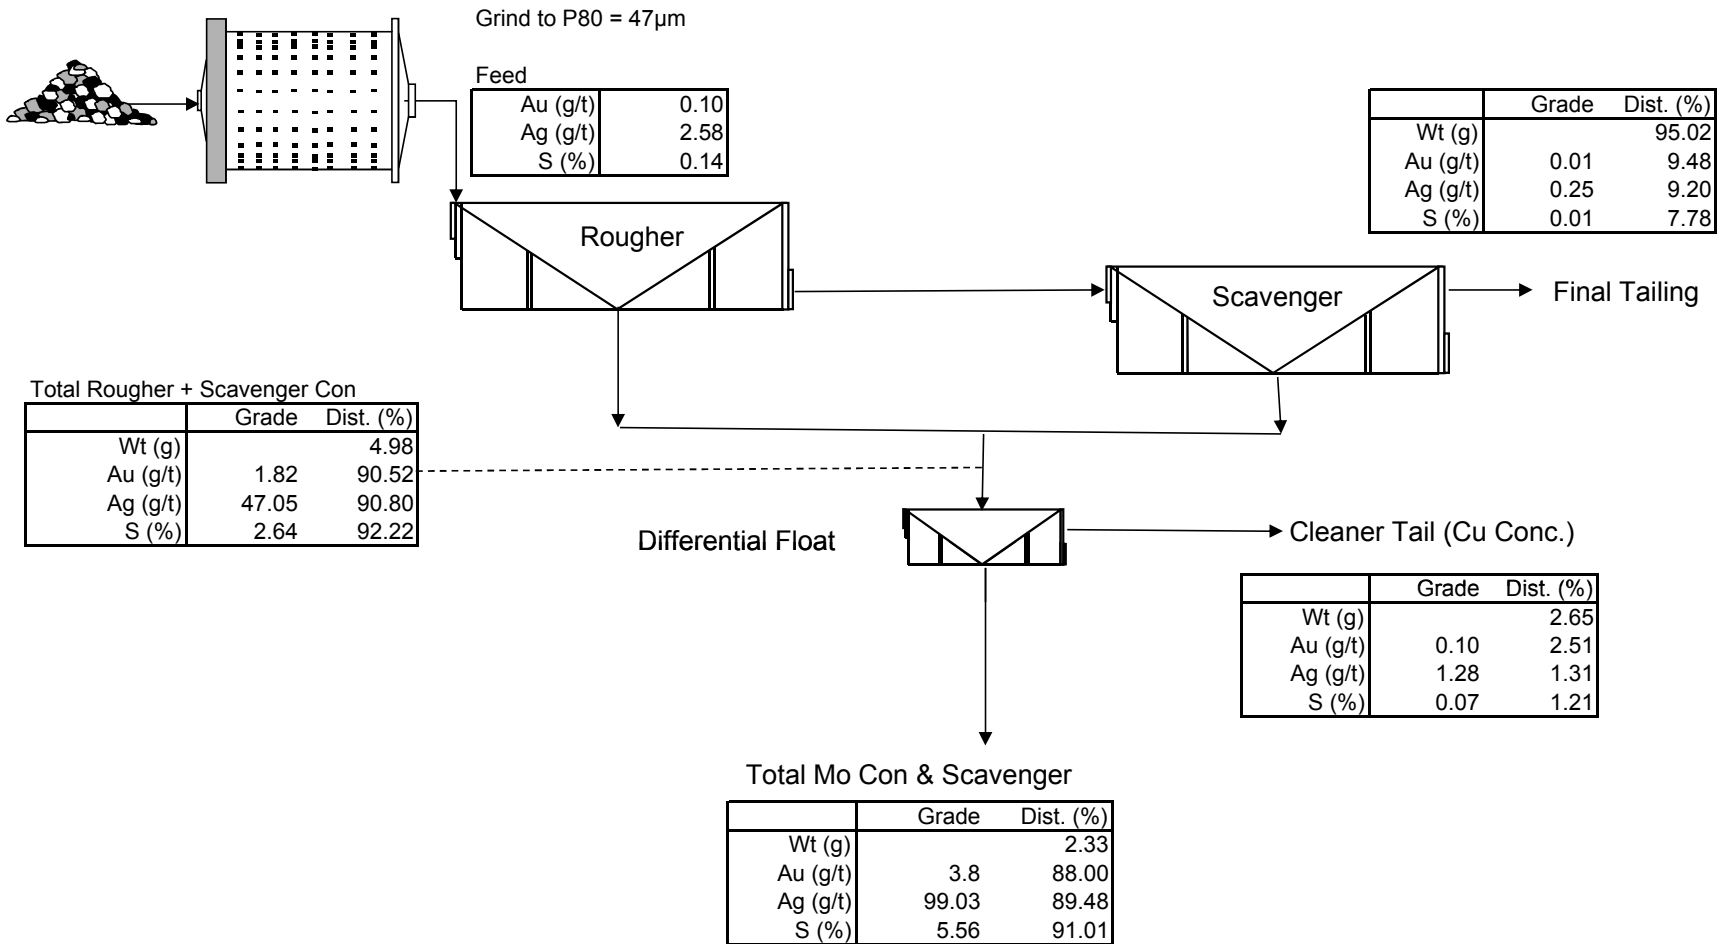 Grind to P80 = 47µm
Feed
Au (g/t) 0.10
Ag (g/t) 2.58
S (%) 0.14
Grade Dist. (%)
Wt (g) 95.02
Au (g/t) 0.01 9.48
Ag (g/t) 0.25 9.20
S (%) 0.01 7.78
Rougher
Scavenger
Final Tailing
Total Rougher + Scavenger Con
Grade Dist. (%)
Wt (g) 4.98
Au (g/t) 1.82 90.52
Ag (g/t) 47.05 90.80
S (%) 2.64 92.22
Differential Float
Cleaner Tail (Cu Conc.)
Grade Dist. (%)
Wt (g) 2.65
Au (g/t) 0.10 2.51
Ag (g/t) 1.28 1.31
S (%) 0.07 1.21
Total Mo Con & Scavenger
Grade Dist. (%)
Wt (g) 2.33
Au (g/t) 3.8 88.00
Ag (g/t) 99.03 89.48
S (%) 5.56 91.01